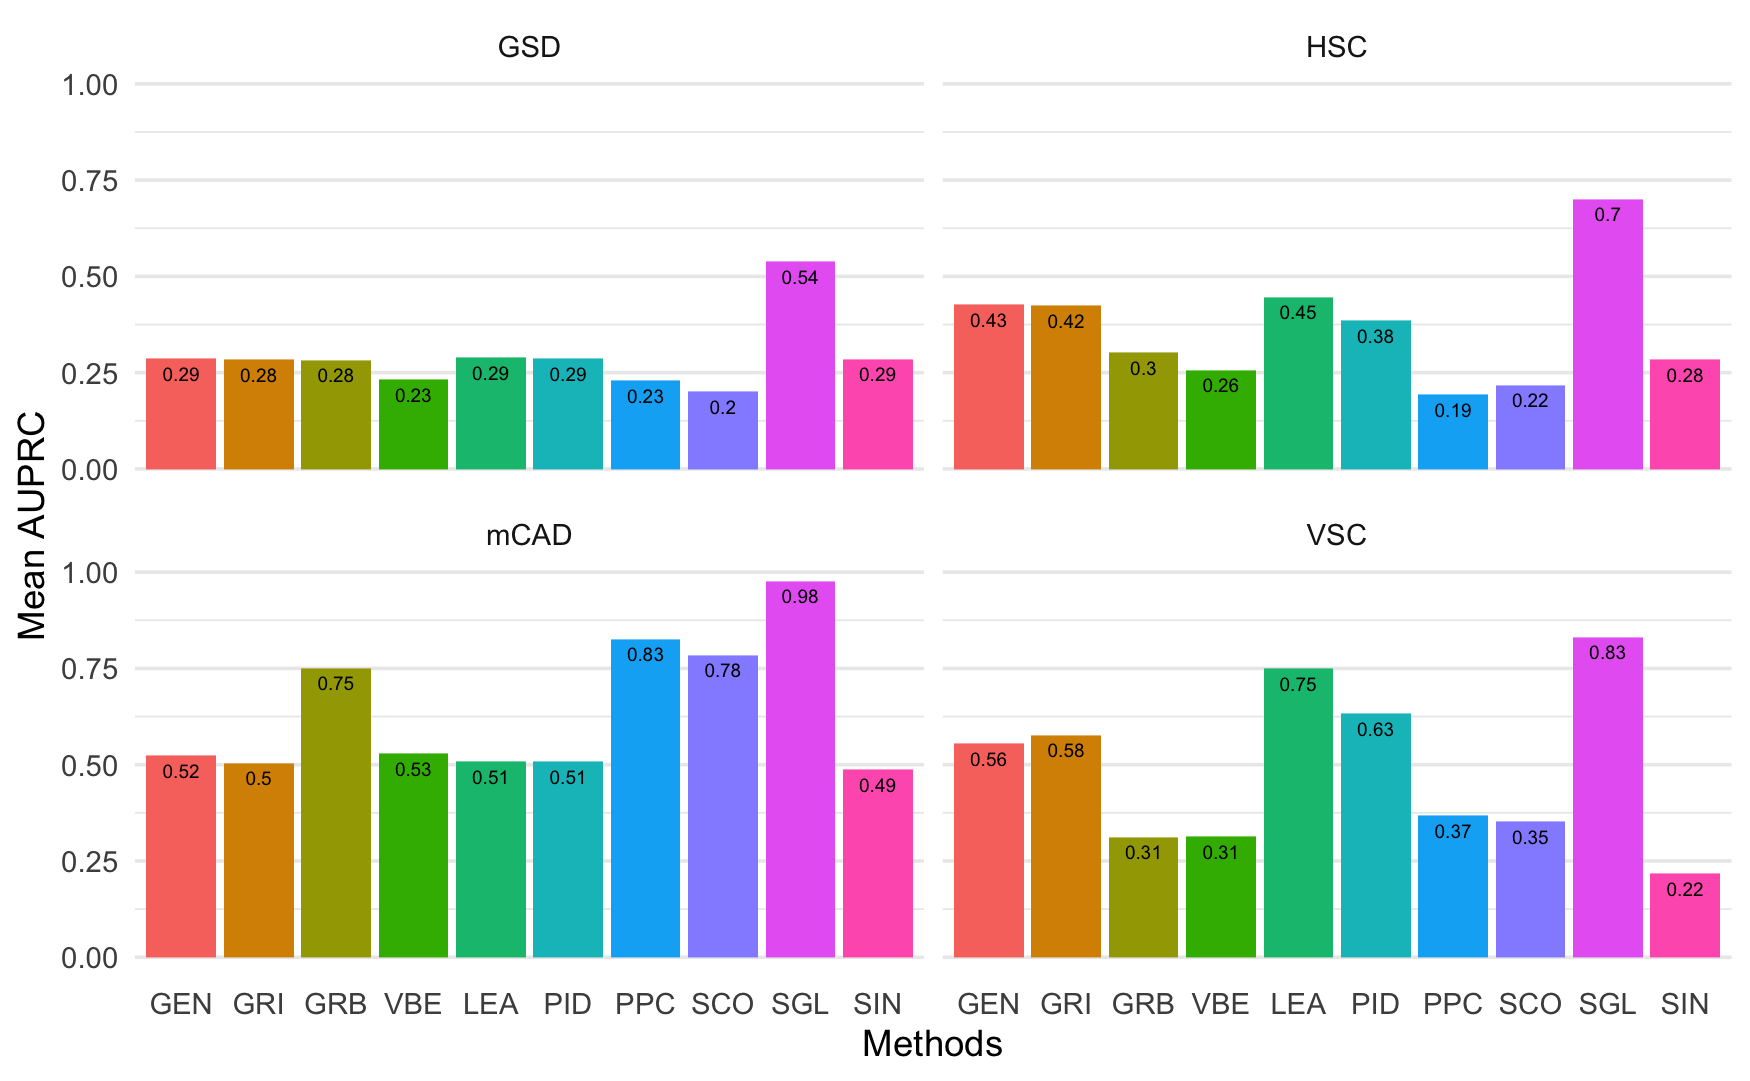 GSD
HSC
1.00
0.75
0.50
0.25
0.00
0.29 0.28 0.28 0.23 0.29 0.29 0.23 0.2 0.54 0.29
0.43 0.42 0.3 0.26 0.45 0.38 0.19 0.22 0.7 0.28
Mean AUPRC
mCAD
VSC
1.00
0.75
0.50
0.25
0.00
0.52 0.5 0.75 0.53 0.51 0.51 0.83 0.78 0.98 0.49
0.56 0.58 0.31 0.31 0.75 0.63 0.37 0.35 0.83 0.22
GEN GRI GRB VBE LEA PID PPC SCO SGL SIN
GEN GRI GRB VBE LEA PID PPC SCO SGL SIN
Methods